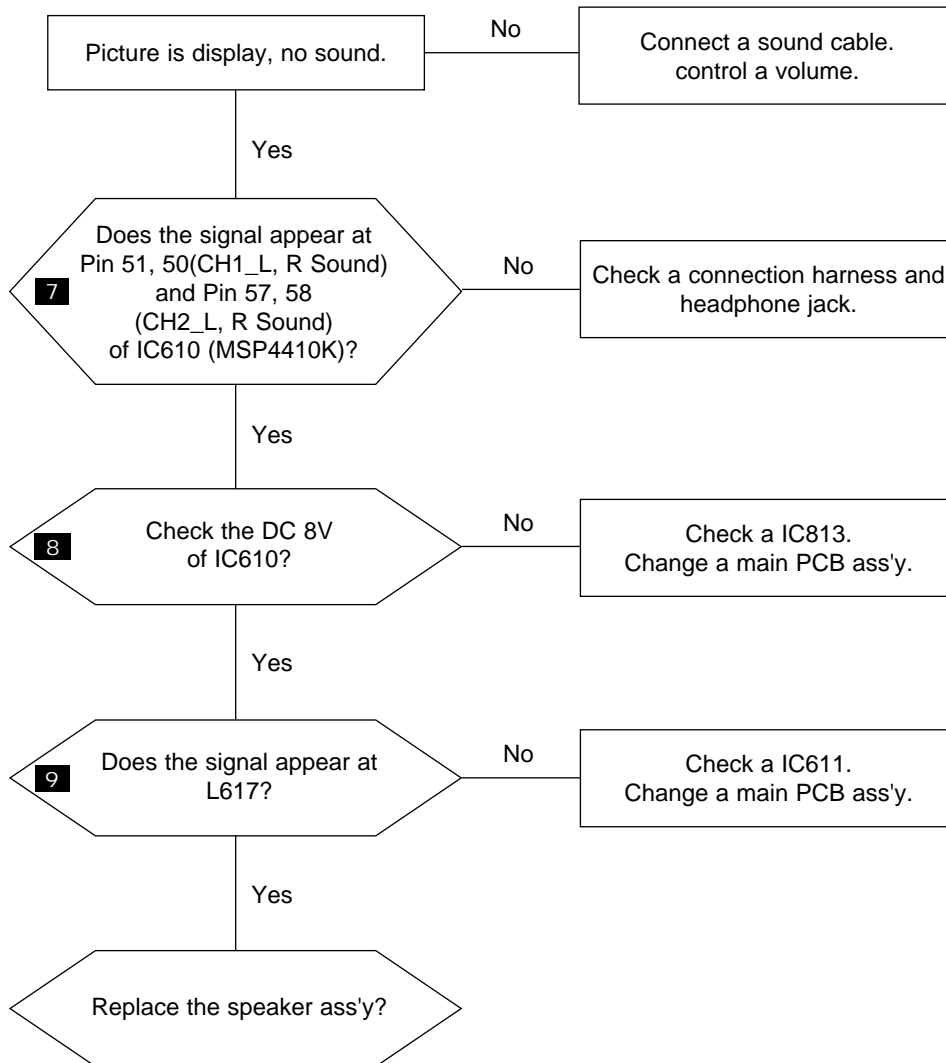 Picture is display, no sound.
No
Connect a sound cable.
control a volume.
Yes
7
Does the signal appear at
Pin 51, 50(CH1_L, R Sound)
and Pin 57, 58
(CH2_L, R Sound)
of IC610 (MSP4410K)?
No
Check a connection harness and
headphone jack.
Yes
8
Check the DC 8V
of IC610?
No
Check a IC813.
Change a main PCB ass'y.
Yes
9
Does the signal appear at
L617?
No
Check a IC611.
Change a main PCB ass'y.
Yes
Replace the speaker ass'y?